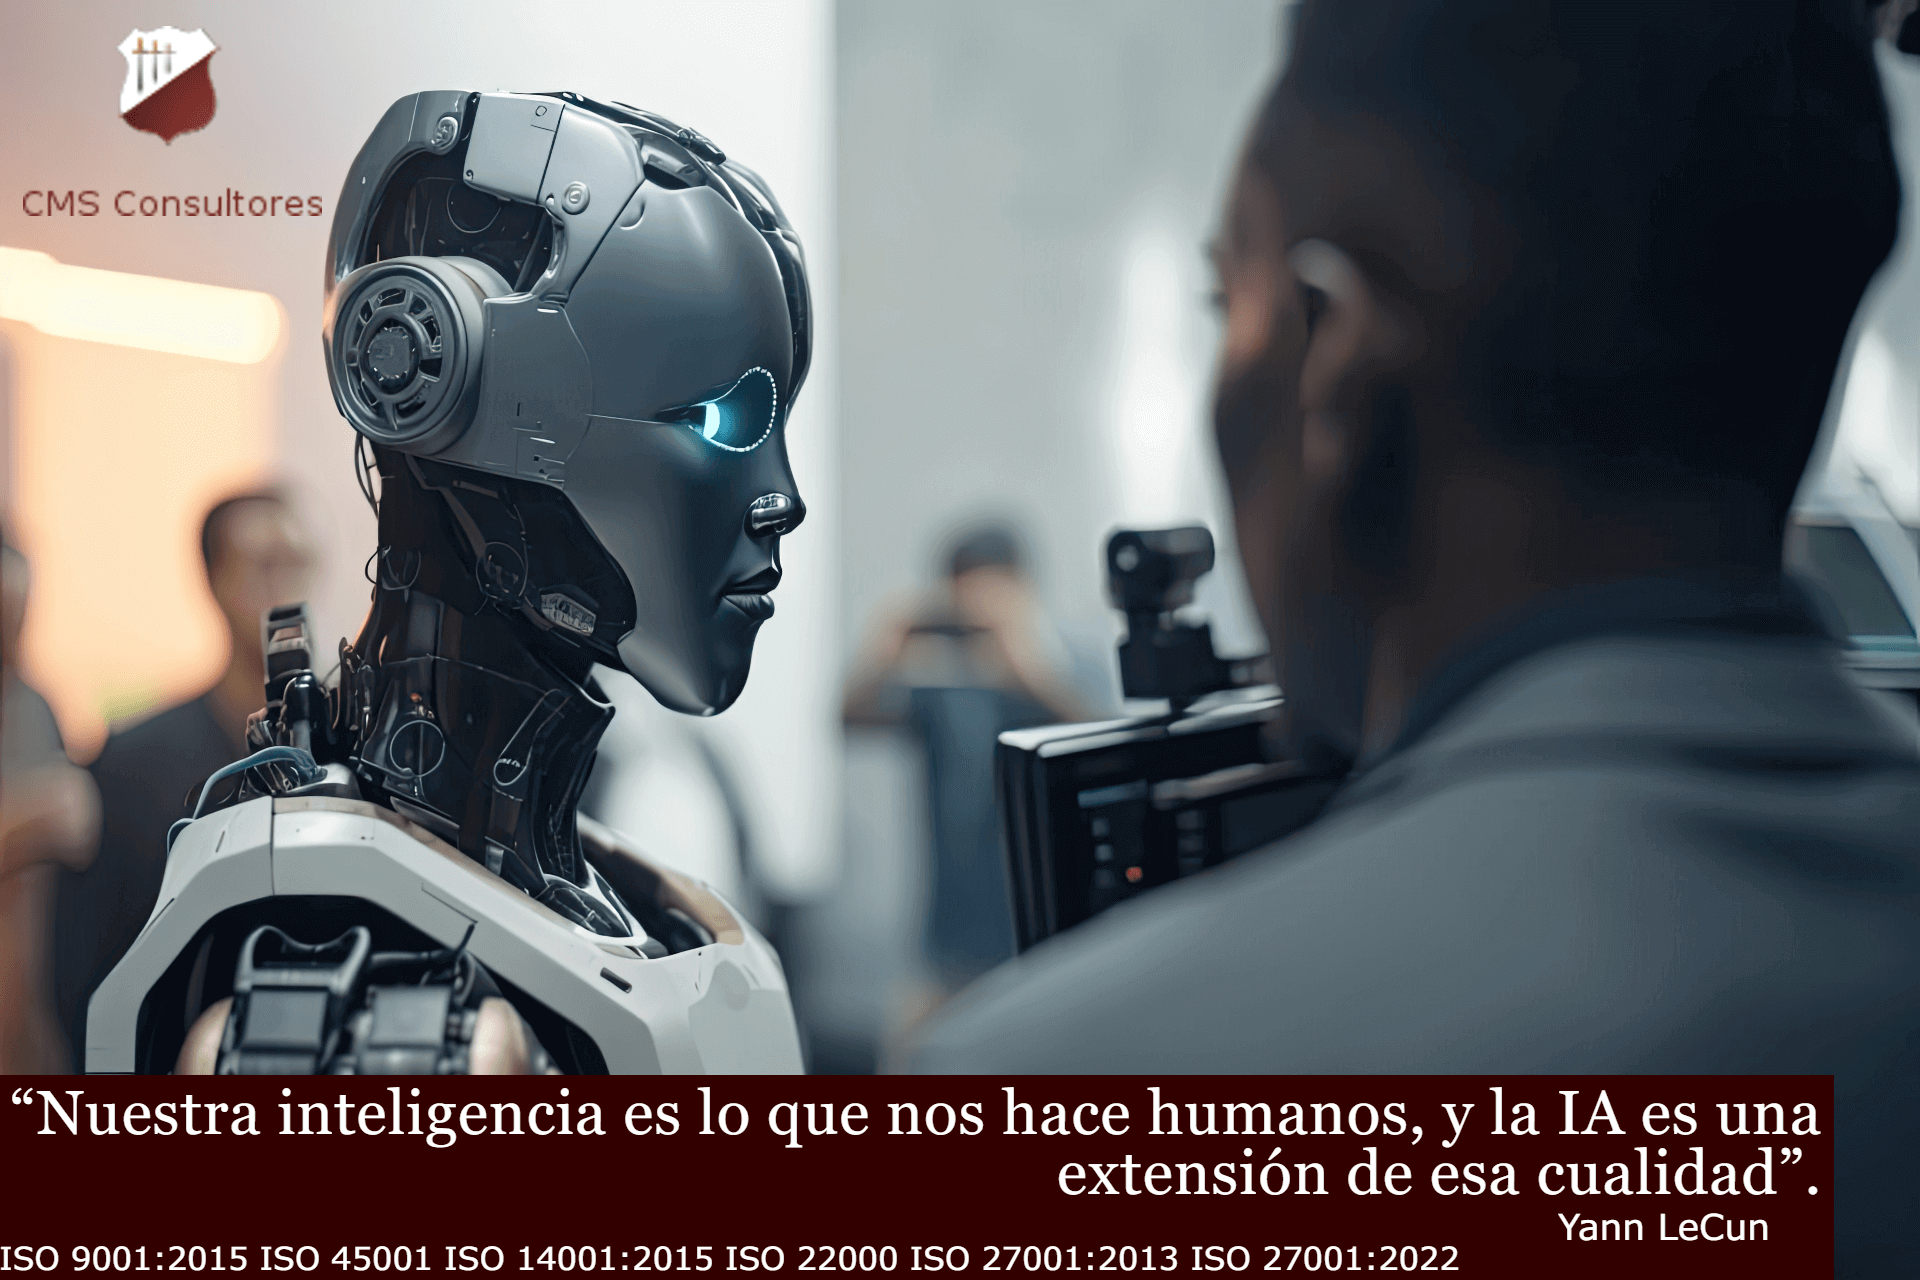 CMS Consultores
“Nuestra inteligencia es lo que nos hace humanos, y la IA es una
extensión de esa cualidad”.
Yann LeCun
ISO 9001:2015 ISO 45001 ISO 14001:2015 ISO 22000 ISO 27001:2013 ISO 27001:2022